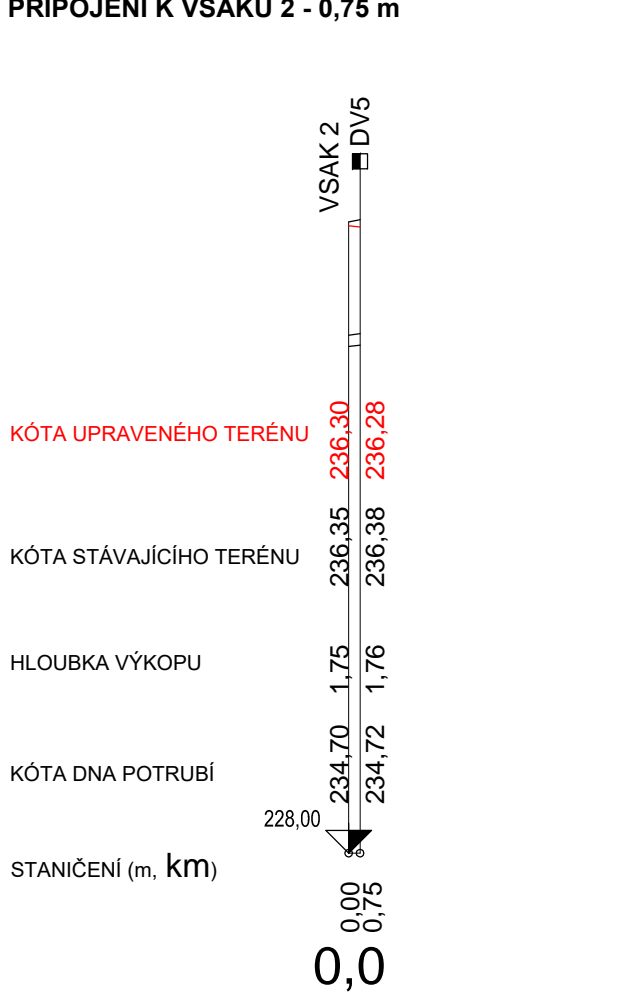 PŘIPOJENÍ K VSAKU 2 - 0,75 m
VSAK 2
DV5
KÓTA UPRAVENÉHO TERÉNU 236,30 236,28
KÓTA STÁVAJÍCÍHO TERÉNU 236,35 236,38
HLOUBKA VÝKOPU 1,75 1,76
KÓTA DNA POTRUBÍ 234,70 234,72
228,00
STANIČENÍ (m, km) 0,00 0,75
0,0